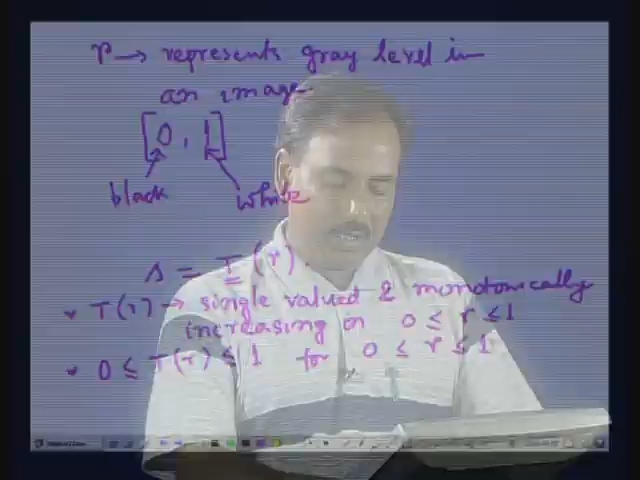 r → represents gray level in
an image.
[0, 1]
black white
s = T(r)
• T(r) → single valued & monotonically
increasing in 0 ≤ r ≤ 1
• 0 ≤ T(r) ≤ 1 for 0 ≤ r ≤ 1